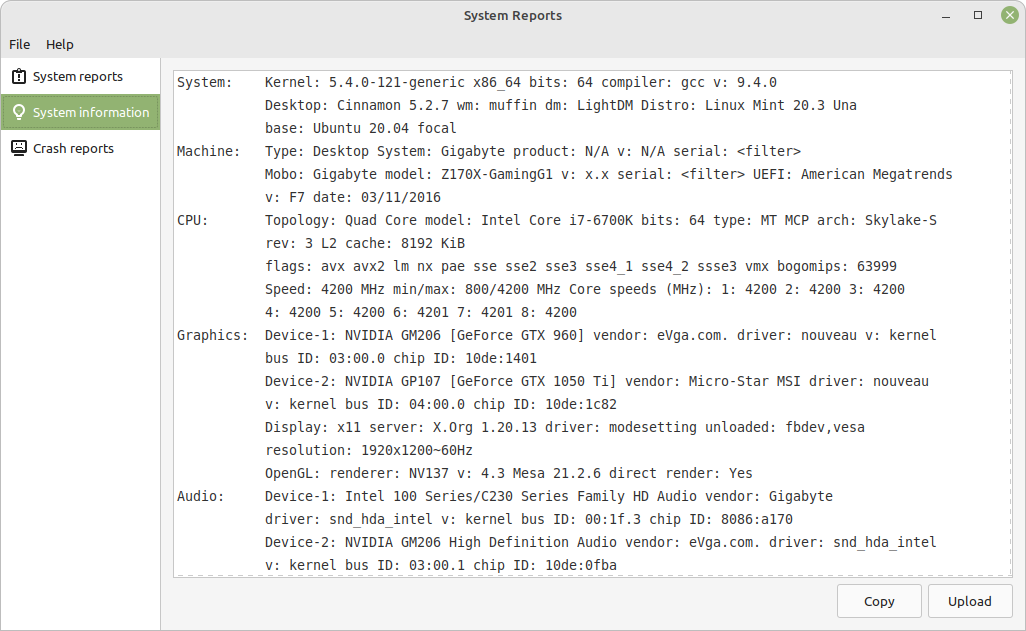 System Reports
File Help
System reports
System information
Crash reports
System: Kernel: 5.4.0-121-generic x86_64 bits: 64 compiler: gcc v: 9.4.0
Desktop: Cinnamon 5.2.7 wm: muffin dm: LightDM Distro: Linux Mint 20.3 Una
base: Ubuntu 20.04 focal
Machine: Type: Desktop System: Gigabyte product: N/A v: N/A serial: <filter>
Mobo: Gigabyte model: Z170X-GamingG1 v: x.x serial: <filter> UEFI: American Megatrends
v: F7 date: 03/11/2016
CPU: Topology: Quad Core model: Intel Core i7-6700K bits: 64 type: MT MCP arch: Skylake-S
rev: 3 L2 cache: 8192 KiB
flags: avx avx2 lm nx pae sse sse2 sse3 sse4_1 sse4_2 ssse3 vmx bogomips: 63999
Speed: 4200 MHz min/max: 800/4200 MHz Core speeds (MHz): 1: 4200 2: 4200 3: 4200
4: 4200 5: 4200 6: 4201 7: 4201 8: 4200
Graphics: Device-1: NVIDIA GM206 [GeForce GTX 960] vendor: eVga.com. driver: nouveau v: kernel
bus ID: 03:00.0 chip ID: 10de:1401
Device-2: NVIDIA GP107 [GeForce GTX 1050 Ti] vendor: Micro-Star MSI driver: nouveau
v: kernel bus ID: 04:00.0 chip ID: 10de:1c82
Display: x11 server: X.Org 1.20.13 driver: modesetting unloaded: fbdev,vesa
resolution: 1920x1200~60Hz
OpenGL: renderer: NV137 v: 4.3 Mesa 21.2.6 direct render: Yes
Audio: Device-1: Intel 100 Series/C230 Series Family HD Audio vendor: Gigabyte
driver: snd_hda_intel v: kernel bus ID: 00:1f.3 chip ID: 8086:a170
Device-2: NVIDIA GM206 High Definition Audio vendor: eVga.com. driver: snd_hda_intel
v: kernel bus ID: 03:00.1 chip ID: 10de:0fba
Copy Upload